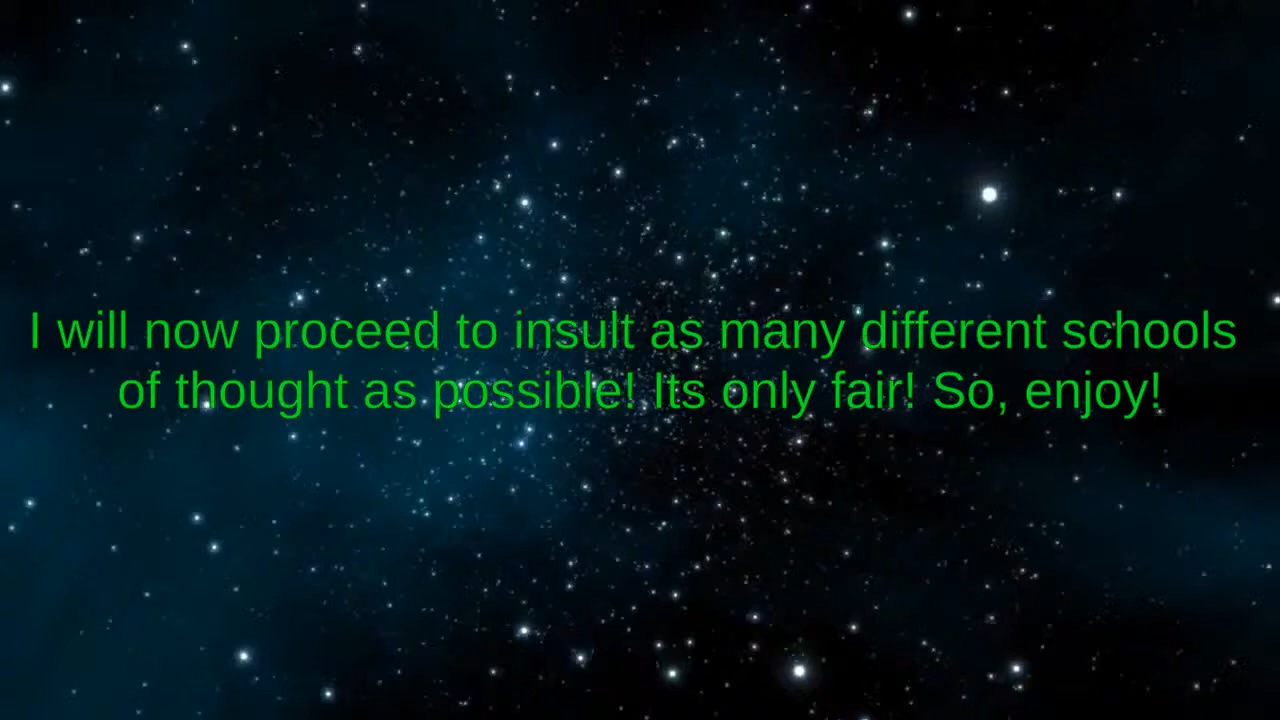 I will now proceed to insult as many different schools
of thought as possible! Its only fair! So, enjoy!